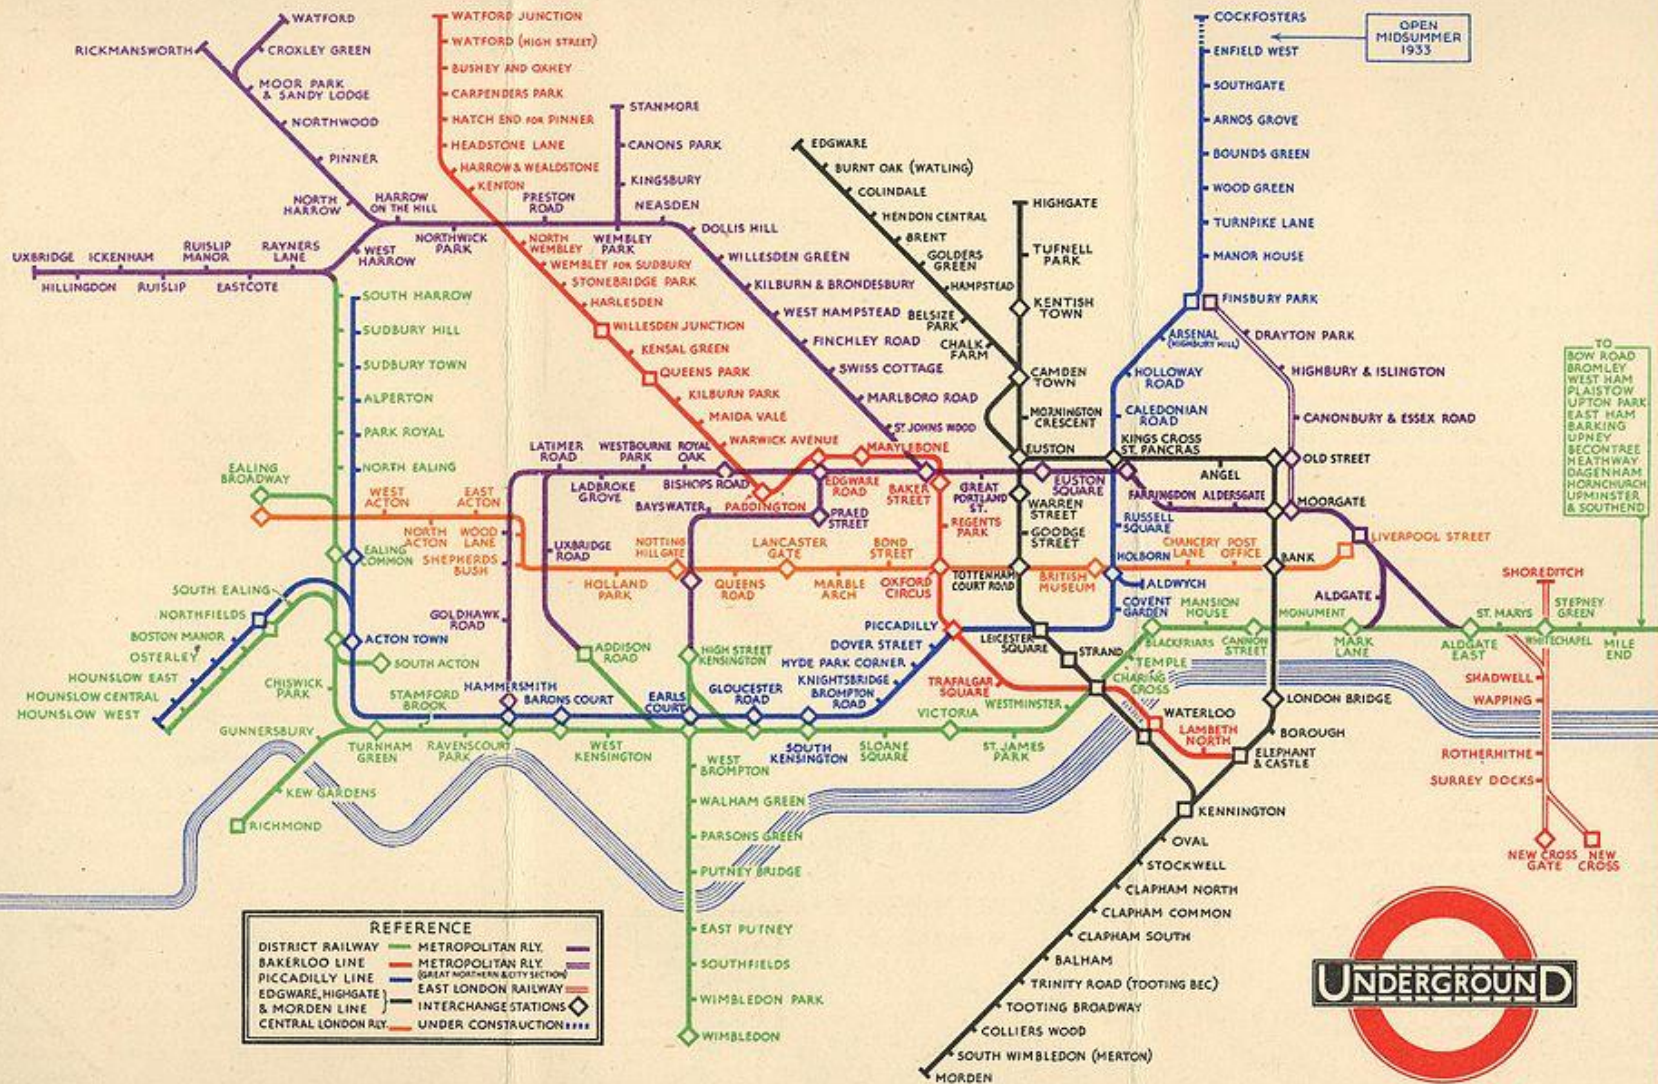 WATFORD
CROXLEY GREEN
RICKMANSWORTH
MOOR PARK
& SANDY LODGE
NORTHWOOD
PINNER
NORTH
HARROW
HARROW
ON THE HILL
NORTHWICK
PARK
PRESTON
ROAD
WEMBLEY
PARK
STANMORE
CANONS PARK
KINGSBURY
NEASDEN
DOLLIS HILL
WILLESDEN GREEN
KILBURN & BRONDESBURY
WEST HAMPSTEAD
FINCHLEY ROAD
SWISS COTTAGE
MARLBORO ROAD
ST. JOHNS WOOD
UXBRIDGE
HILLINGDON
ICKENHAM
RUISLIP
RUISLIP
MANOR
EASTCOTE
RAYNERS
LANE
WEST
HARROW
WATFORD JUNCTION
WATFORD (HIGH STREET)
BUSHEY AND OXHEY
CARPENDERS PARK
HATCH END FOR PINNER
HEADSTONE LANE
HARROW & WEALDSTONE
KENTON
NORTH
WEMBLEY
WEMBLEY FOR SUDBURY
STONEBRIDGE PARK
HARLESDEN
WILLESDEN JUNCTION
KENSAL GREEN
QUEENS PARK
KILBURN PARK
MAIDA VALE
WARWICK AVENUE
PADDINGTON
EDGWARE
ROAD
MARYLEBONE
BAKER
STREET
REGENTS
PARK
OXFORD
CIRCUS
PICCADILLY
TRAFALGAR
SQUARE
CHARING
CROSS
WATERLOO
LAMBETH
NORTH
ELEPHANT
& CASTLE
EDGWARE
BURNT OAK (WATLING)
COLINDALE
HENDON CENTRAL
BRENT
GOLDERS
GREEN
HAMPSTEAD
BELSIZE
PARK
CHALK
FARM
HIGHGATE
TUFNELL
PARK
KENTISH
TOWN
CAMDEN
TOWN
MORNINGTON
CRESCENT
EUSTON
WARREN
STREET
GOODGE
STREET
TOTTENHAM
COURT ROAD
LEICESTER
SQUARE
STRAND
COCKFOSTERS
OPEN
MIDSUMMER
1933
ENFIELD WEST
SOUTHGATE
ARNOS GROVE
BOUNDS GREEN
WOOD GREEN
TURNPIKE LANE
MANOR HOUSE
FINSBURY PARK
ARSENAL
(HIGHBURY HILL)
HOLLOWAY
ROAD
CALEDONIAN
ROAD
KINGS CROSS
ST. PANCRAS
RUSSELL
SQUARE
HOLBORN
ALDWYCH
COVENT
GARDEN
DRAYTON PARK
HIGHBURY & ISLINGTON
CANONBURY & ESSEX ROAD
OLD STREET
MOORGATE
ANGEL
BANK
LONDON BRIDGE
BOROUGH
KENNINGTON
OVAL
STOCKWELL
CLAPHAM NORTH
CLAPHAM COMMON
CLAPHAM SOUTH
BALHAM
TRINITY ROAD (TOOTING BEC)
TOOTING BROADWAY
COLLIERS WOOD
SOUTH WIMBLEDON (MERTON)
MORDEN
TO
BOW ROAD
BROMLEY
WEST HAM
PLAISTOW
UPTON PARK
EAST HAM
BARKING
UPNEY
BECONTREE
HEATHWAY
DAGENHAM
HORNCHURCH
UPMINSTER
& SOUTHEND
SOUTH HARROW
SUDBURY HILL
SUDBURY TOWN
ALPERTON
PARK ROYAL
NORTH EALING
EALING
BROADWAY
EALING
COMMON
WEST
ACTON
NORTH
ACTON
EAST
ACTON
WOOD
LANE
SHEPHERDS
BUSH
HOLLAND
PARK
NOTTING
HILL GATE
QUEENS
ROAD
LANCASTER
GATE
MARBLE
ARCH
BOND
STREET
BRITISH
MUSEUM
CHANCERY
LANE
POST
OFFICE
LIVERPOOL STREET
LATIMER
ROAD
LADBROKE
GROVE
WESTBOURNE
PARK
ROYAL
OAK
BISHOPS ROAD
BAYSWATER
PRAED
STREET
GREAT
PORTLAND
ST.
EUSTON
SQUARE
FARRINGDON
ALDERSGATE
ALDGATE
UXBRIDGE
ROAD
GOLDHAWK
ROAD
HAMMERSMITH
ADDISON
ROAD
HIGH STREET
KENSINGTON
SOUTH EALING
NORTHFIELDS
BOSTON MANOR
OSTERLEY
HOUNSLOW EAST
HOUNSLOW CENTRAL
HOUNSLOW WEST
ACTON TOWN
SOUTH ACTON
CHISWICK
PARK
GUNNERSBURY
KEW GARDENS
RICHMOND
TURNHAM
GREEN
STAMFORD
BROOK
RAVENSCOURT
PARK
BARONS COURT
WEST
KENSINGTON
EARLS
COURT
GLOUCESTER
ROAD
SOUTH
KENSINGTON
DOVER STREET
HYDE PARK CORNER
KNIGHTSBRIDGE
BROMPTON
ROAD
SLOANE
SQUARE
VICTORIA
ST. JAMES
PARK
WESTMINSTER
TEMPLE
BLACKFRIARS
MANSION
HOUSE
CANNON
STREET
MONUMENT
MARK
LANE
ALDGATE
EAST
ST. MARYS
WHITECHAPEL
STEPNEY
GREEN
MILE
END
SHOREDITCH
SHADWELL
WAPPING
ROTHERHITHE
SURREY DOCKS
NEW CROSS
GATE
NEW
CROSS
WEST
BROMPTON
WALHAM GREEN
PARSONS GREEN
PUTNEY BRIDGE
EAST PUTNEY
SOUTHFIELDS
WIMBLEDON PARK
WIMBLEDON
REFERENCE
DISTRICT RAILWAY
BAKERLOO LINE
PICCADILLY LINE
EDGWARE, HIGHGATE
& MORDEN LINE
CENTRAL LONDON RLY.
METROPOLITAN RLY.
METROPOLITAN RLY.
(GREAT NORTHERN & CITY SECTION)
EAST LONDON RAILWAY
INTERCHANGE STATIONS
UNDER CONSTRUCTION
UNDERGROUND